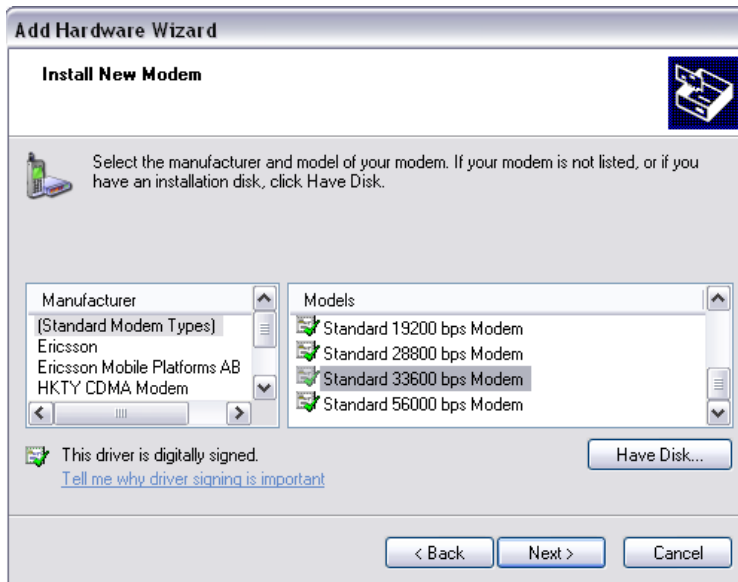 Add Hardware Wizard
Install New Modem
Select the manufacturer and model of your modem. If your modem is not listed, or if you
have an installation disk, click Have Disk.
Manufacturer
(Standard Modem Types)
Ericsson
Ericsson Mobile Platforms AB
HKTY CDMA Modem
Models
Standard 19200 bps Modem
Standard 28800 bps Modem
Standard 33600 bps Modem
Standard 56000 bps Modem
This driver is digitally signed.
Tell me why driver signing is important
Have Disk...
< Back
Next >
Cancel